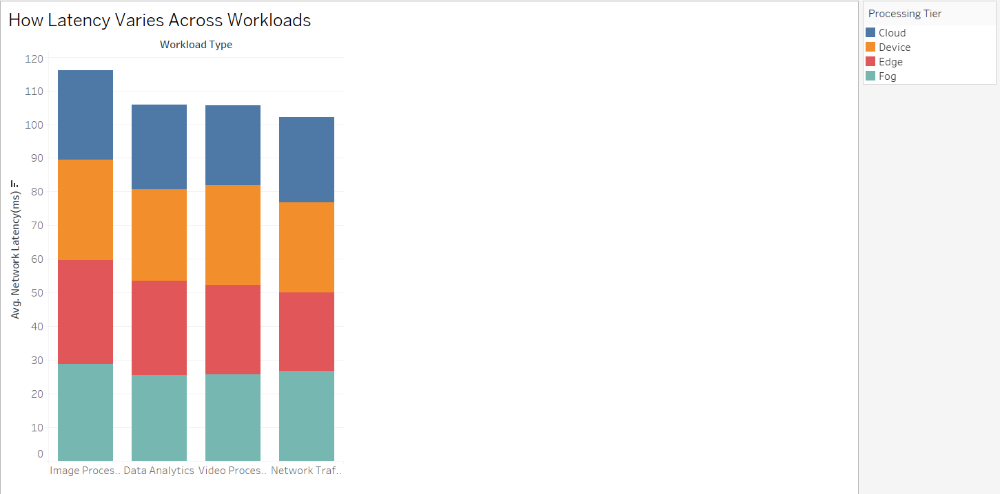 How Latency Varies Across Workloads
Workload Type
Avg. Network Latency(ms)
120
110
100
90
80
70
60
50
40
30
20
10
0
Image Proces.. Data Analytics Video Proces.. Network Traf..
Processing Tier
Cloud
Device
Edge
Fog